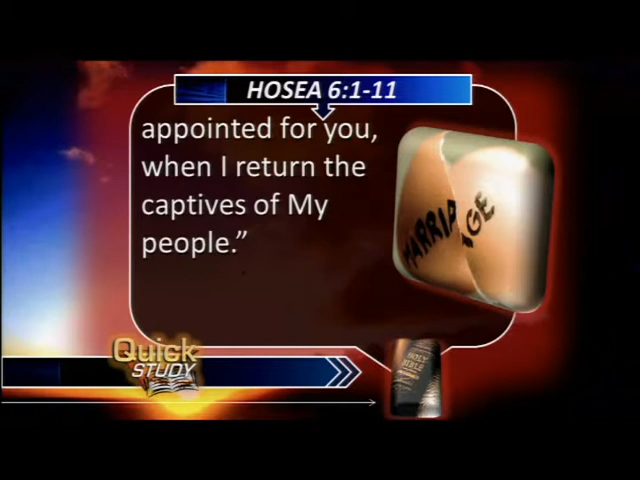 HOSEA 6:1-11
appointed for you,
when I return the
captives of My
people.”
MARRIAGE
Quick
STUDY
HOLY
BIBLE